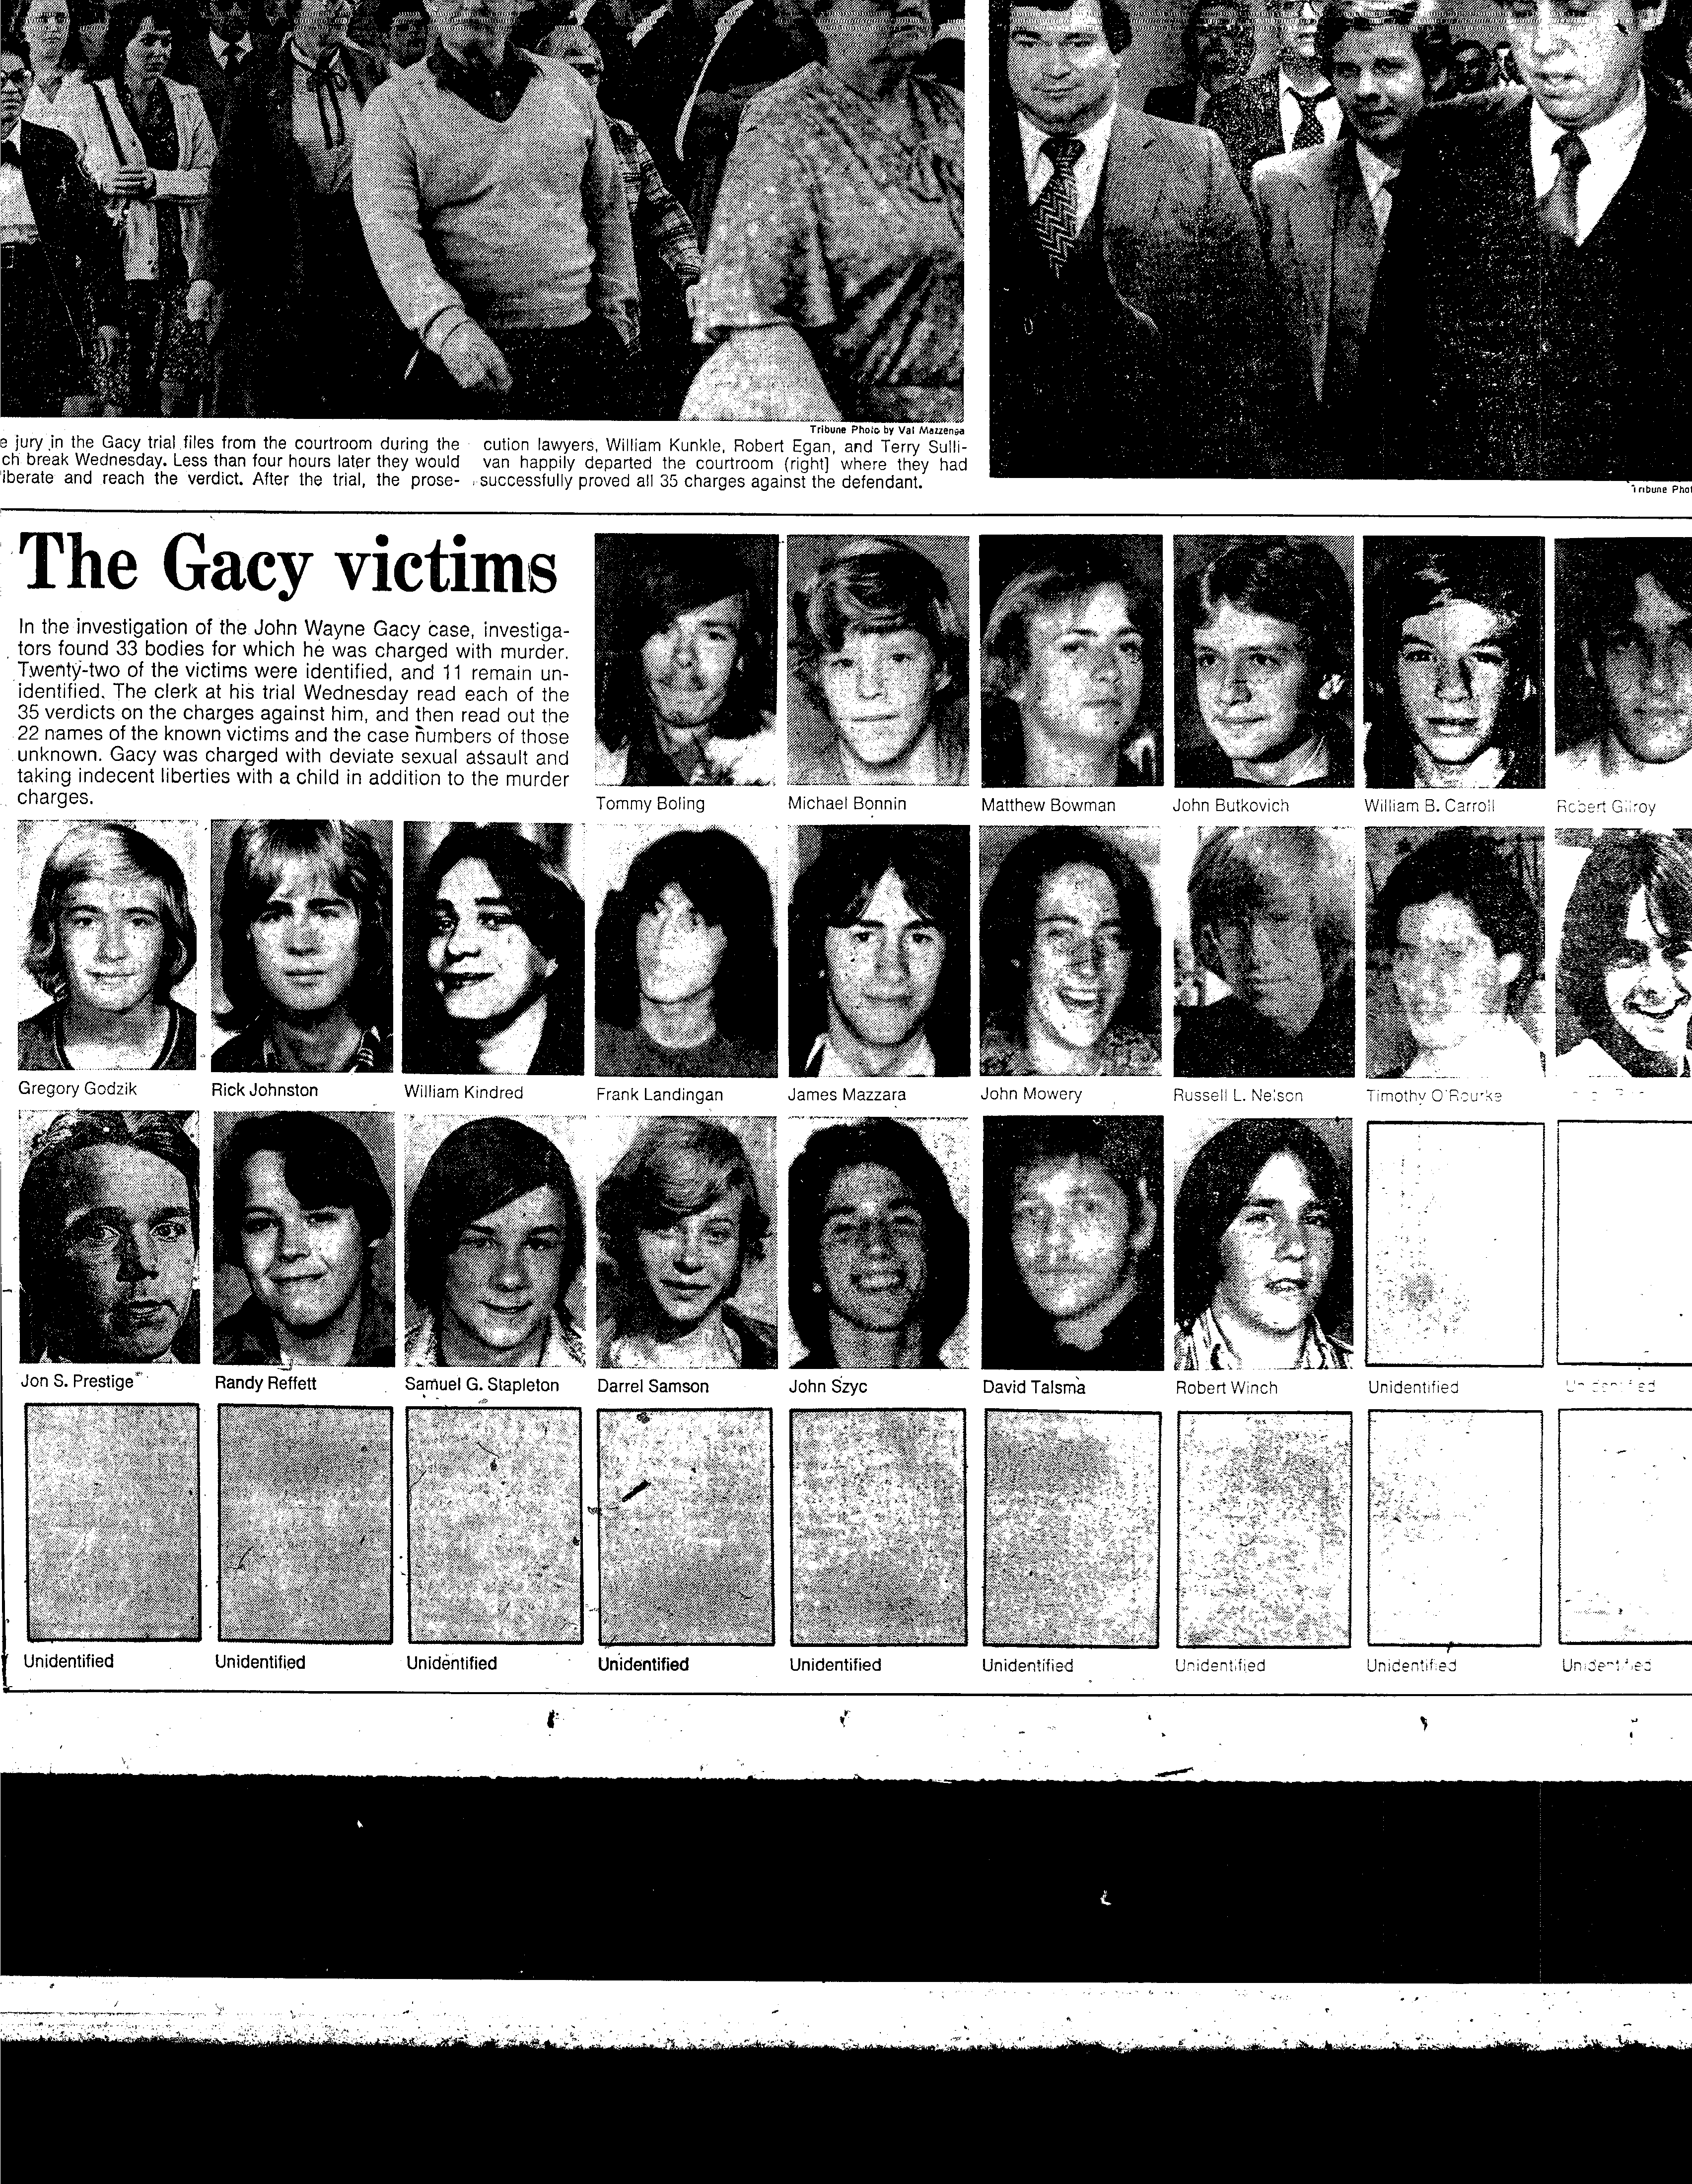 Tribune Photo by Val Mazzenga
e jury in the Gacy trial files from the courtroom during the
ch break Wednesday. Less than four hours later they would
iberate and reach the verdict. After the trial, the prose-
cution lawyers, William Kunkle, Robert Egan, and Terry Sulli-
van happily departed the courtroom (right] where they had
successfully proved all 35 charges against the defendant.
Tribune Phot
The Gacy victims
In the investigation of the John Wayne Gacy case, investiga-
tors found 33 bodies for which he was charged with murder.
Twenty-two of the victims were identified, and 11 remain un-
identified. The clerk at his trial Wednesday read each of the
35 verdicts on the charges against him, and then read out the
22 names of the known victims and the case numbers of those
unknown. Gacy was charged with deviate sexual assault and
taking indecent liberties with a child in addition to the murder
charges.
Tommy Boling
Michael Bonnin
Matthew Bowman
John Butkovich
William B. Carroll
Robert Gilroy
Gregory Godzik
Rick Johnston
William Kindred
Frank Landingan
James Mazzara
John Mowery
Russell L. Nelson
Timothy O'Rourke
Jon S. Prestige
Randy Reffett
Samuel G. Stapleton
Darrel Samson
John Szyc
David Talsma
Robert Winch
Unidentified
Unidentified
Unidentified
Unidentified
Unidentified
Unidentified
Unidentified
Unidentified
Unidentified
Unidentified
Unidentified